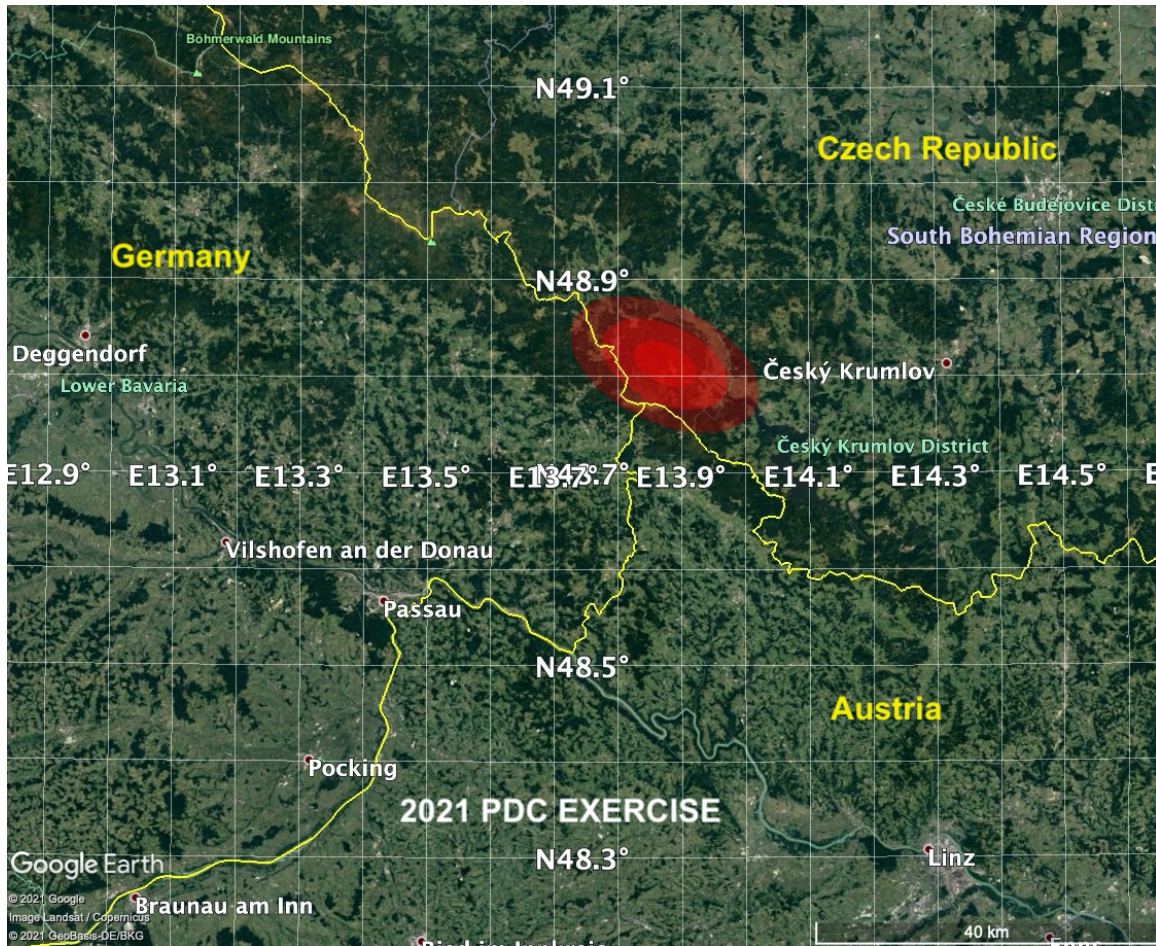 Böhmerwald Mountains
N49.1°
Czech Republic
České Budějovice Distr
South Bohemian Region
Germany
N48.9°
Deggendorf
Český Krumlov
Lower Bavaria
Český Krumlov District
E12.9° E13.1° E13.3° E13.5° E13.7° E13.9° E14.1° E14.3° E14.5° E
Vilshofen an der Donau
Passau
N48.5°
Austria
Pocking
2021 PDC EXERCISE
N48.3°
Linz
Google Earth
© 2021 Google
Image Landsat / Copernicus
© 2021 GeoBasis-DE/BKG
Braunau am Inn
40 km